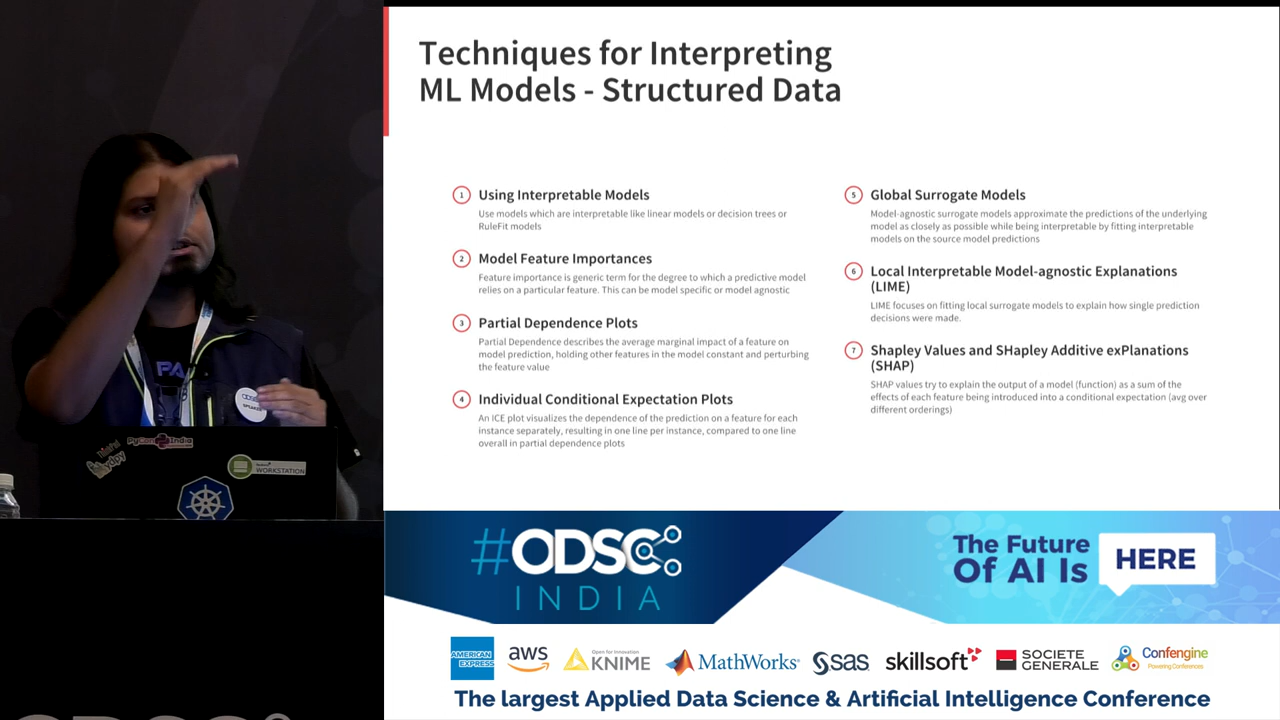 Techniques for Interpreting
ML Models - Structured Data
1 Using Interpretable Models
Use models which are interpretable like linear models or decision trees or
RuleFit models
2 Model Feature Importances
Feature importance is generic term for the degree to which a predictive model
relies on a particular feature. This can be model specific or model agnostic
3 Partial Dependence Plots
Partial Dependence describes the average marginal impact of a feature on
model prediction, holding other features in the model constant and perturbing
the feature value
4 Individual Conditional Expectation Plots
An ICE plot visualizes the dependence of the prediction on a feature for each
instance separately, resulting in one line per instance, compared to one line
overall in partial dependence plots
5 Global Surrogate Models
Model-agnostic surrogate models approximate the predictions of the underlying
model as closely as possible while being interpretable by fitting interpretable
models on the source model predictions
6 Local Interpretable Model-agnostic Explanations
(LIME)
LIME focuses on fitting local surrogate models to explain how single prediction
decisions were made.
7 Shapley Values and SHapley Additive exPlanations
(SHAP)
SHAP values try to explain the output of a model (function) as a sum of the
effects of each feature being introduced into a conditional expectation (avg over
different orderings)
PA
SPEAKER
PyCon India
WORKSTATION
#ODSC
INDIA
The Future
Of AI Is
HERE
AMERICAN
EXPRESS
aws
Open for Innovation
KNIME
MathWorks®
sas
skillsoft
SOCIETE
GENERALE
Confengine
Powering Conferences
The largest Applied Data Science & Artificial Intelligence Conference